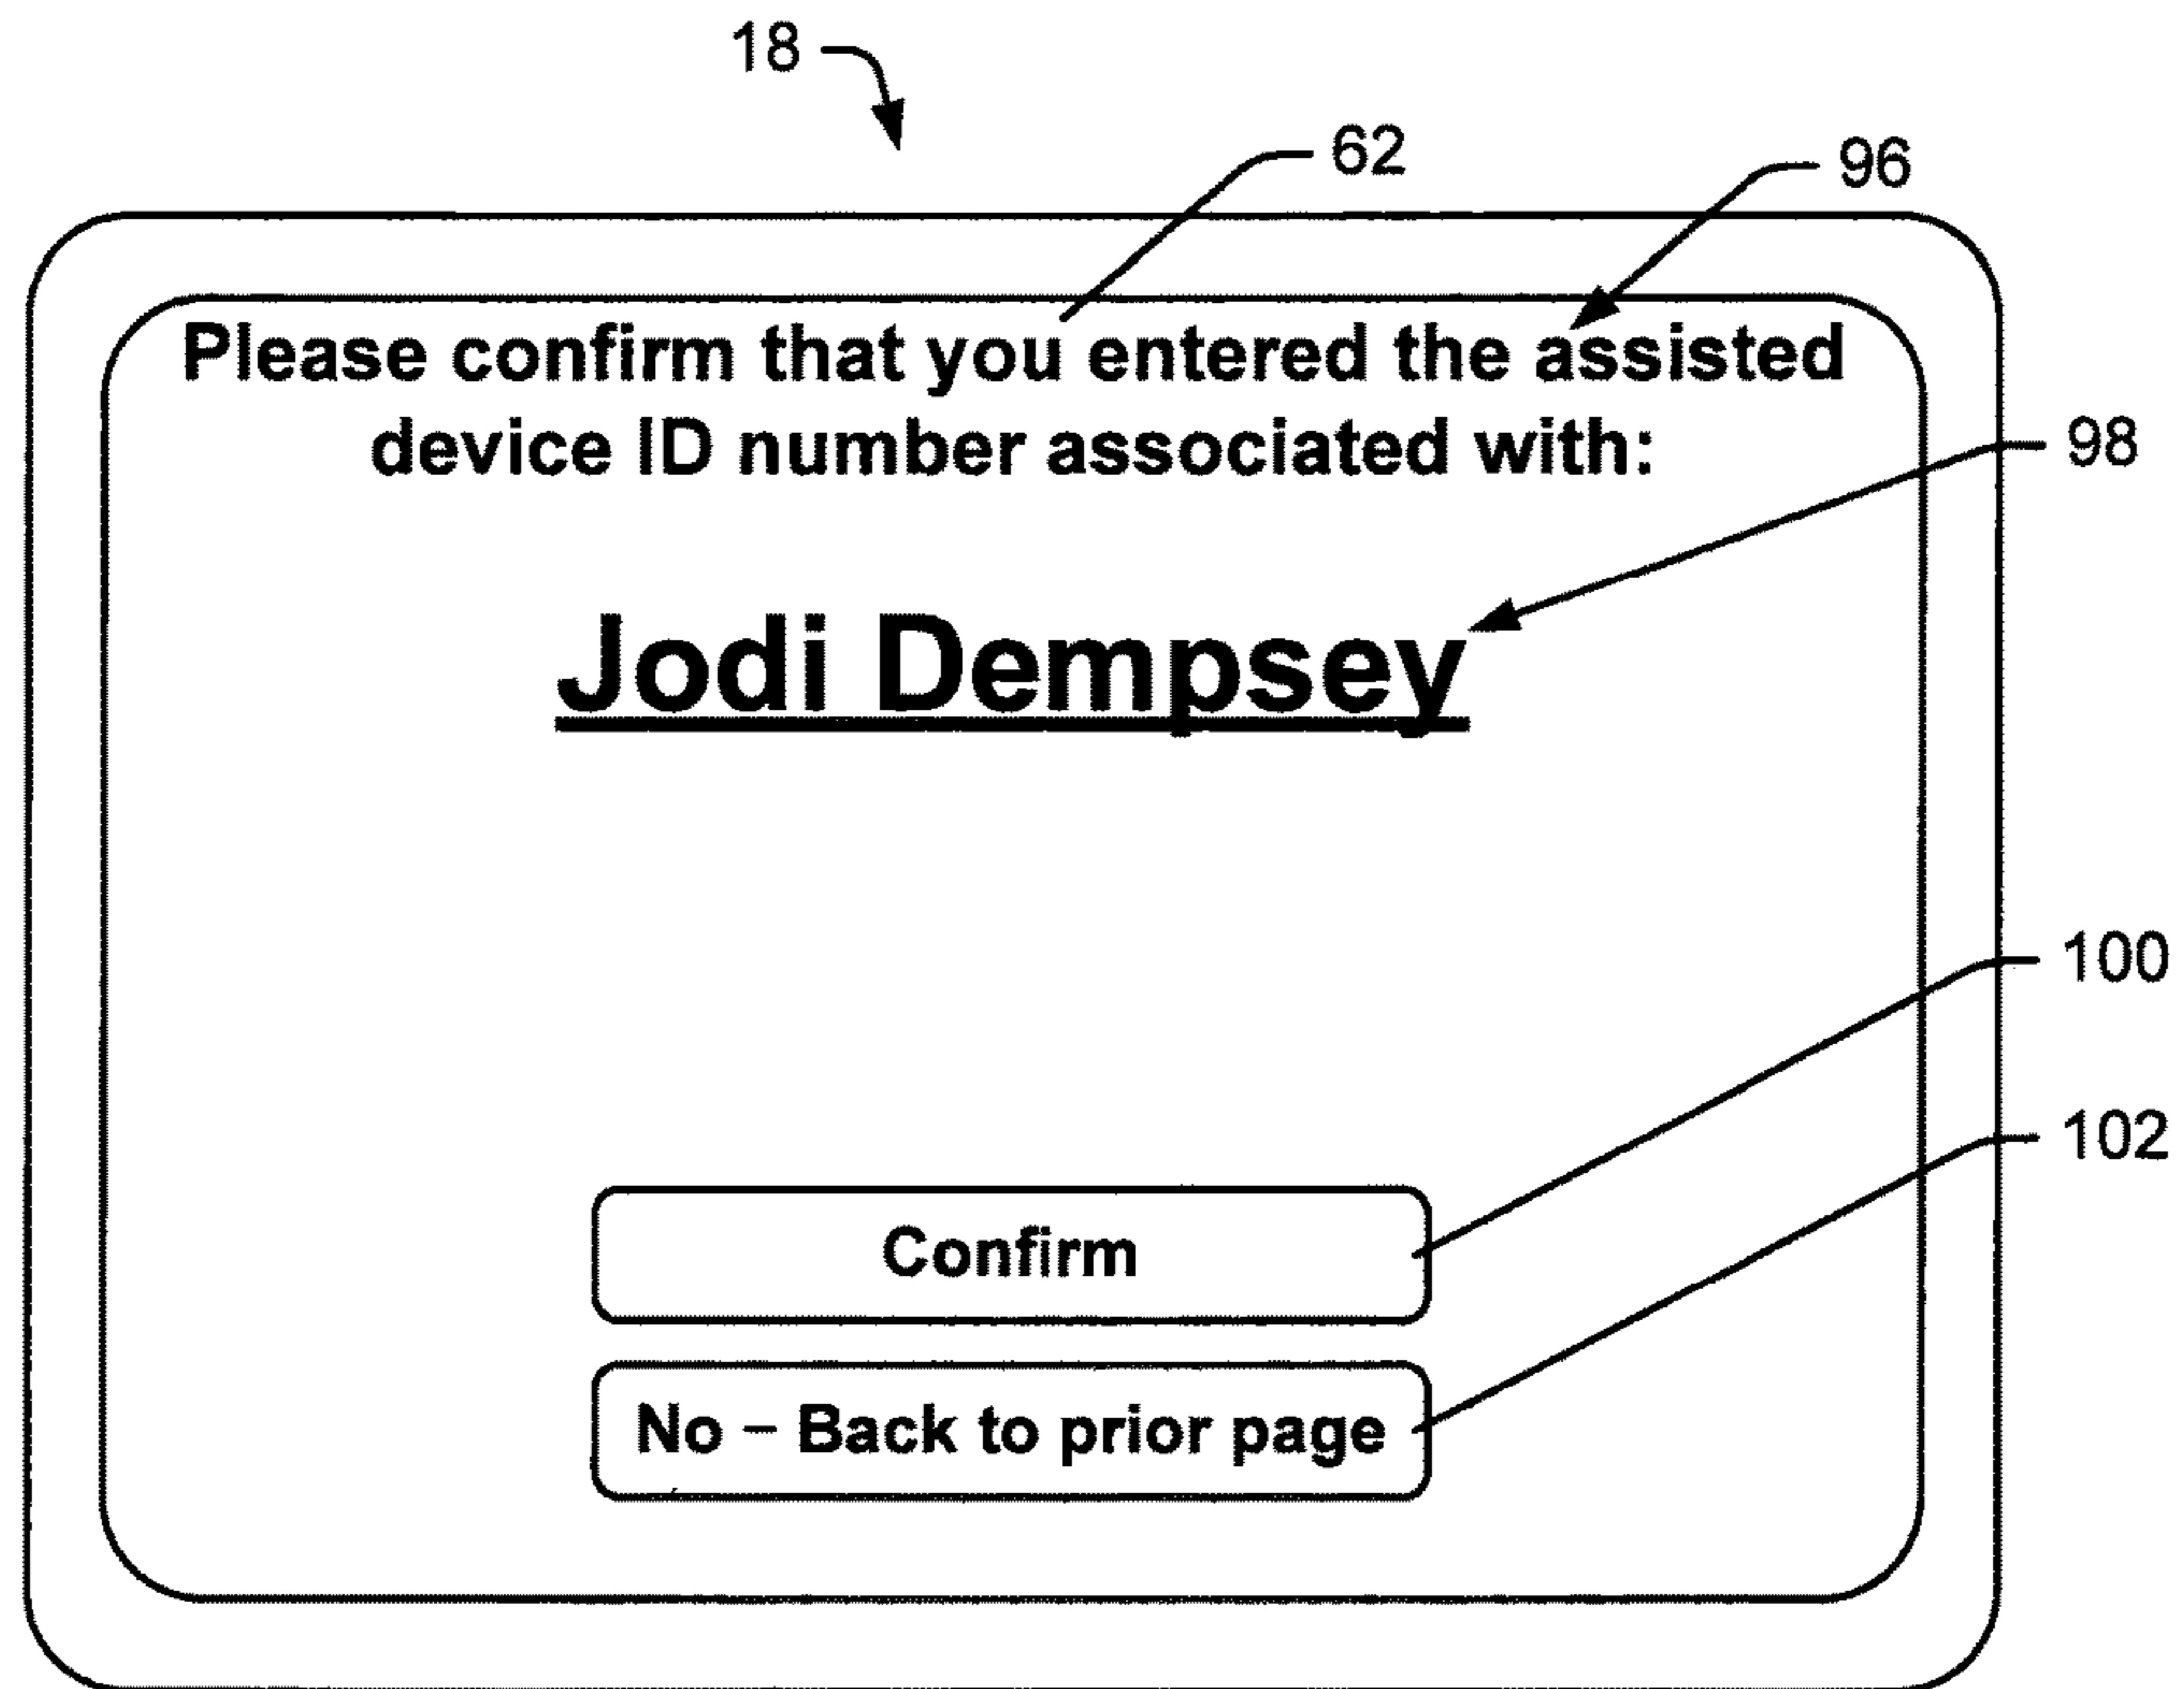 18
62
96
Please confirm that you entered the assisted
device ID number associated with:
98
Jodi Dempsey
100
102
Confirm
No – Back to prior page